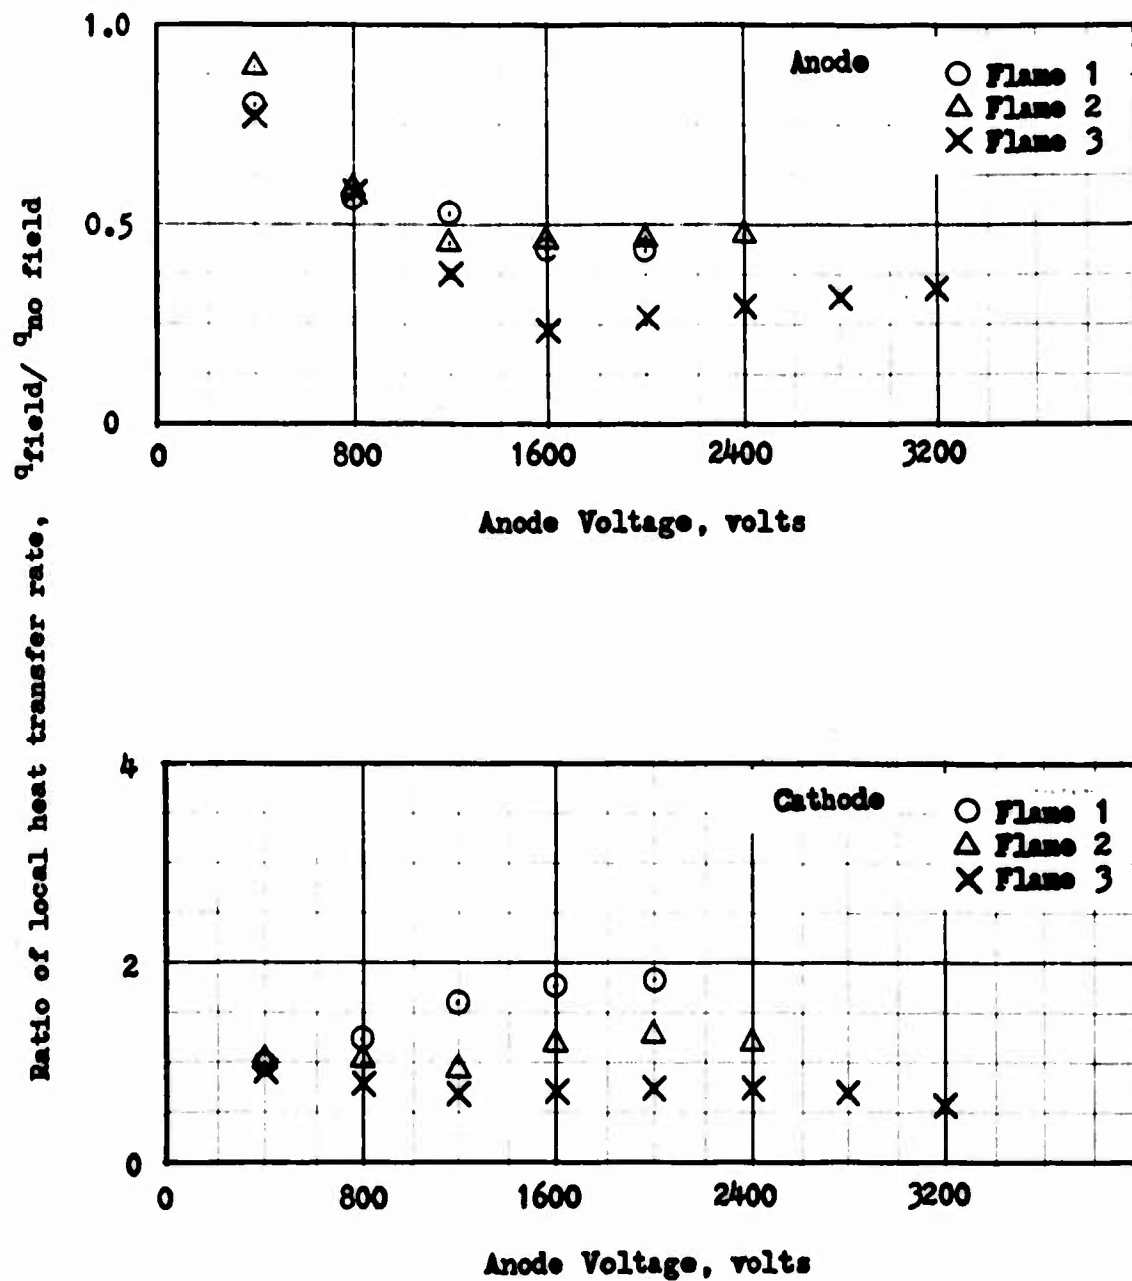 Ratio of local heat transfer rate, qfield/ qno field
1.0
0.5
0
Anode
Flame 1
Flame 2
Flame 3
0 800 1600 2400 3200
Anode Voltage, volts
4
2
0
Cathode
Flame 1
Flame 2
Flame 3
0 800 1600 2400 3200
Anode Voltage, volts